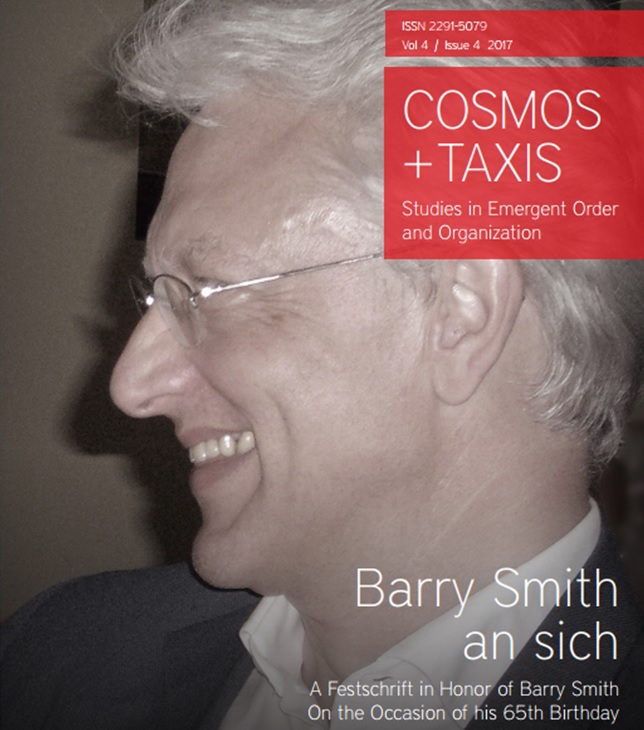 ISSN 2291-5079
Vol 4 / Issue 4 2017
COSMOS
+TAXIS
Studies in Emergent Order
and Organization
Barry Smith
an sich
A Festschrift in Honor of Barry Smith
On the Occasion of his 65th Birthday